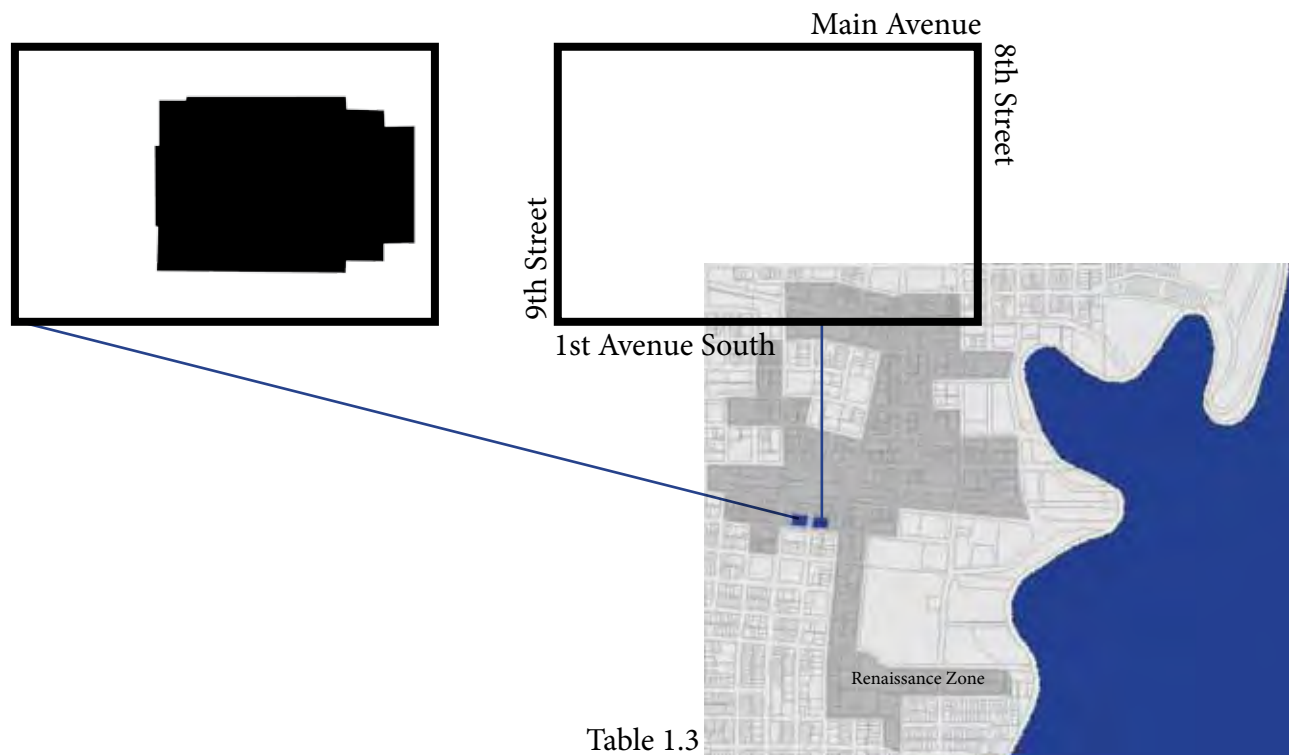 Main Avenue
8th Street
9th Street
1st Avenue South
Renaissance Zone
Table 1.3